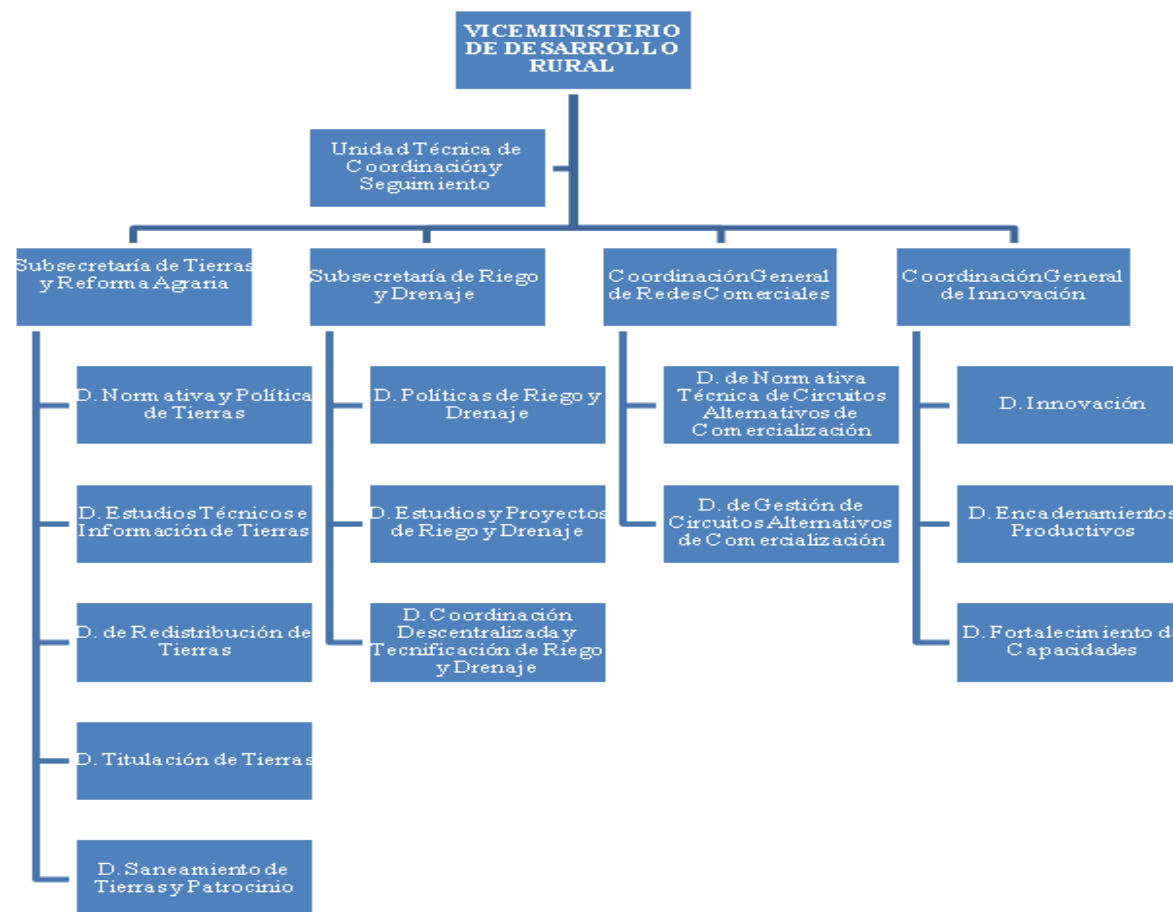 VICEMINISTERIO
DE DESARROLLO
RURAL
Unidad Técnica de
Coordinación y
Seguimiento
Subsecretaría de Tierras
y Reforma Agraria
Subsecretaría de Riego
y Drenaje
Coordinación General
de Redes Comerciales
Coordinación General
de Innovación
D. Normativa y Política
de Tierras
D. Estudios Técnicos e
Información de Tierras
D. de Redistribución de
Tierras
D. Titulación de Tierras
D. Saneamiento de
Tierras y Patrocinio
D. Políticas de Riego y
Drenaje
D. Estudios y Proyectos
de Riego y Drenaje
D. Coordinación
Descentralizada y
Tecnificación de Riego
y Drenaje
D. de Normativa
Técnica de Circuitos
Alternativos de
Comercialización
D. de Gestión de
Circuitos Alternativos
de Comercialización
D. Innovación
D. Encadenamientos
Productivos
D. Fortalecimiento de
Capacidades